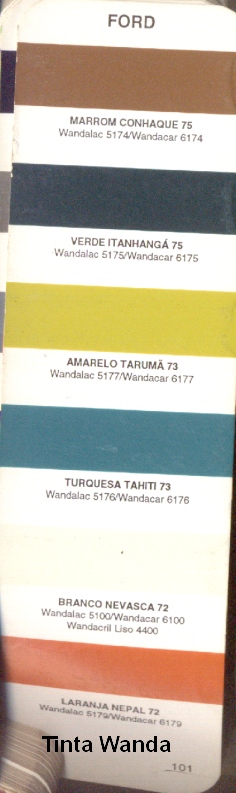 FORD
MARROM CONHAQUE 75
Wandalac 5174/Wandacar 6174
VERDE ITANHANGÁ 75
Wandalac 5175/Wandacar 6175
AMARELO TARUMÃ 73
Wandalac 5177/Wandacar 6177
TURQUESA TAHITI 73
Wandalac 5176/Wandacar 6176
BRANCO NEVASCA 72
Wandalac 5100/Wandacar 6100
Wandacril Liso 4400
LARANJA NEPAL 72
Wandalac 5179/Wandacar 6179
Tinta Wanda
101